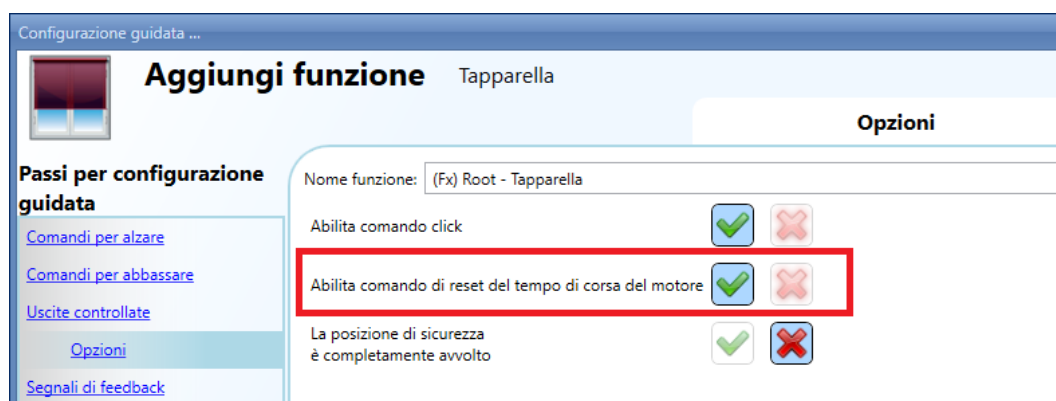 Configurazione guidata ...
Aggiungi funzione Tapparella
Opzioni
Passi per configurazione
guidata
Comandi per alzare
Comandi per abbassare
Uscite controllate
Opzioni
Segnali di feedback
Nome funzione: (Fx) Root - Tapparella
Abilita comando click
Abilita comando di reset del tempo di corsa del motore
La posizione di sicurezza
è completamente avvolto